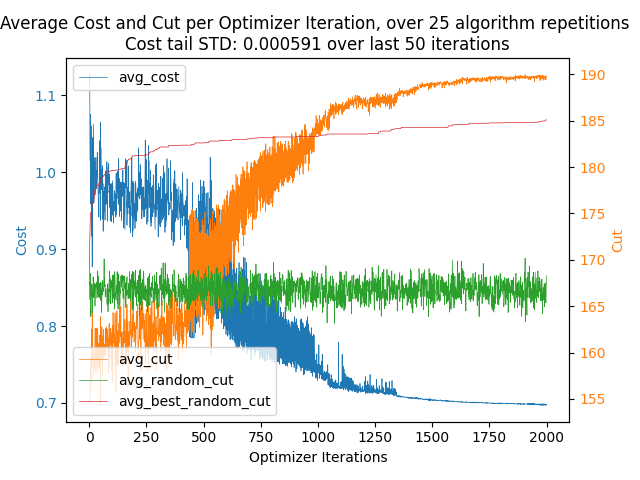 Average Cost and Cut per Optimizer Iteration, over 25 algorithm repetitions
Cost tail STD: 0.000591 over last 50 iterations
avg_cost
1.1
1.0
0.9
0.8
0.7
Cost
190
185
180
175
170
165
160
155
Cut
avg_cut
avg_random_cut
avg_best_random_cut
0
250
500
750
1000
1250
1500
1750
2000
Optimizer Iterations